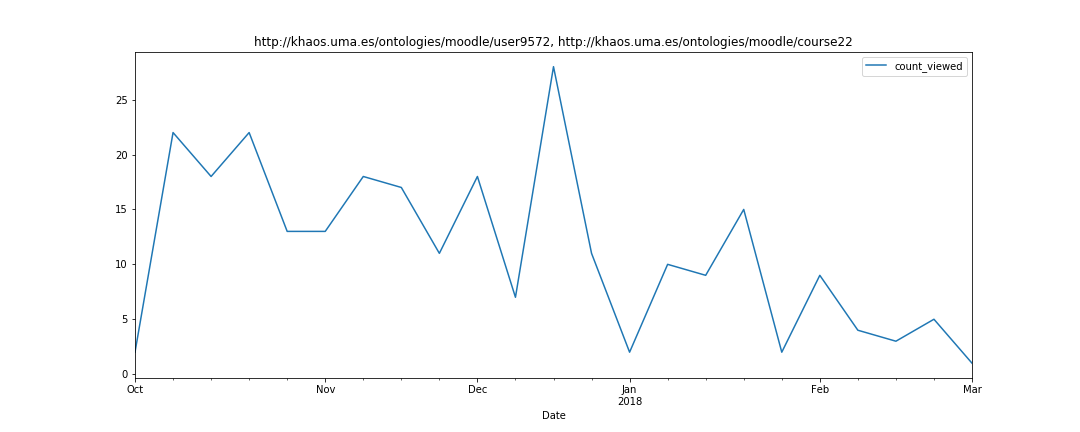 http://khaos.uma.es/ontologies/moodle/user9572, http://khaos.uma.es/ontologies/moodle/course22
count_viewed
25
20
15
10
5
0
Oct Nov Dec Jan Feb Mar
2018
Date